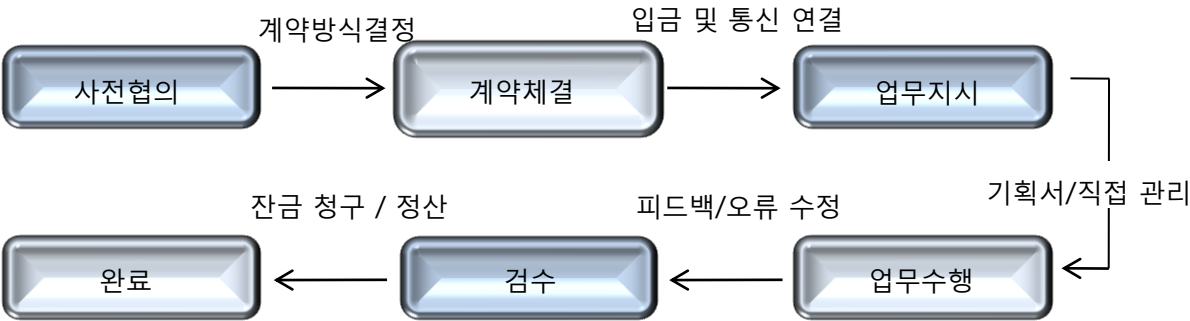 사전협의
계약방식결정
계약체결
입금 및 통신 연결
업무지시
기획서/직접 관리
업무수행
피드백/오류 수정
검수
잔금 청구 / 정산
완료